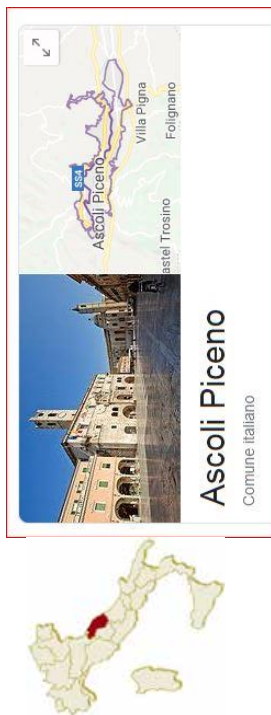 SS4
Ascoli Piceno
Villa Pigna
Folignano
astel Trosino
Ascoli Piceno
Comune italiano